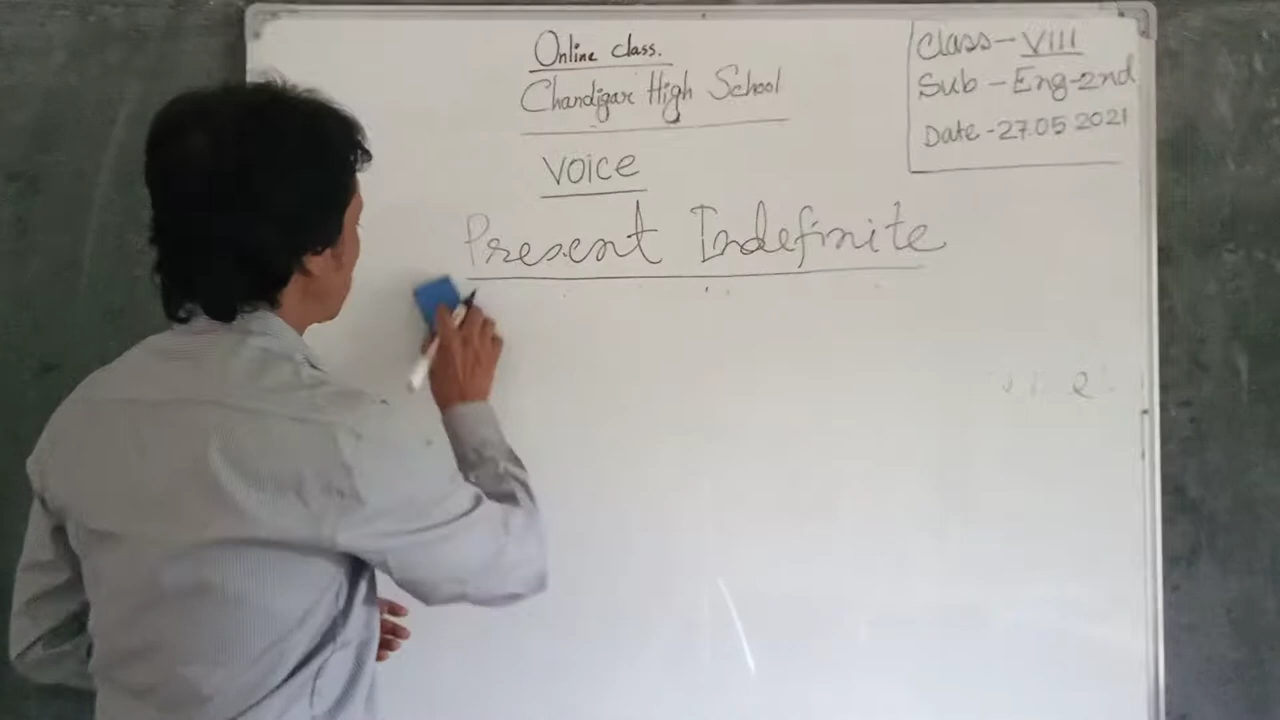 Online class.
Chandigar High School
Voice
Present Indefinite
Class-VIII
Sub-Eng-2nd
Date-27.05 2021